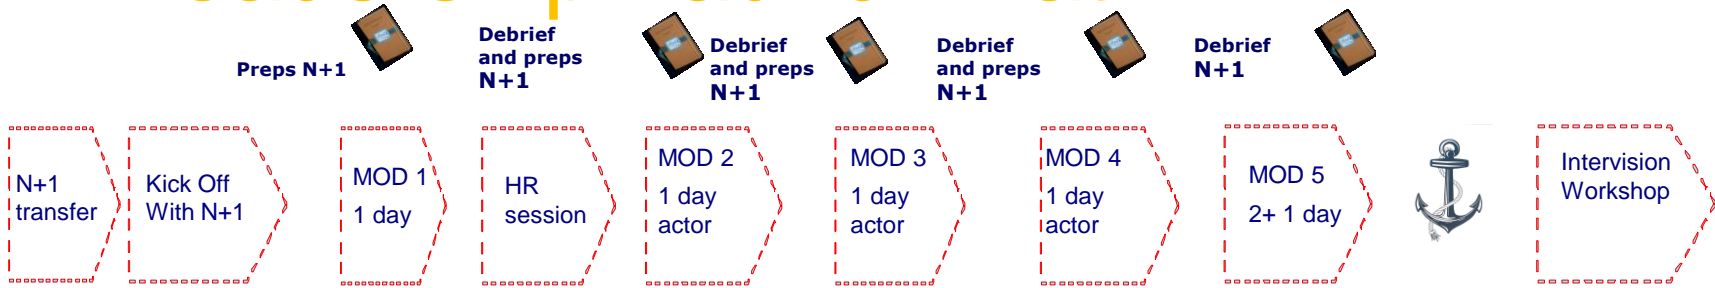 Preps N+1
Debrief
and preps
N+1
Debrief
and preps
N+1
Debrief
and preps
N+1
Debrief
N+1
N+1
transfer
Kick Off
With N+1
MOD 1
1 day
HR
session
MOD 2
1 day
actor
MOD 3
1 day
actor
MOD 4
1 day
actor
MOD 5
2+ 1 day
Intervision
Workshop